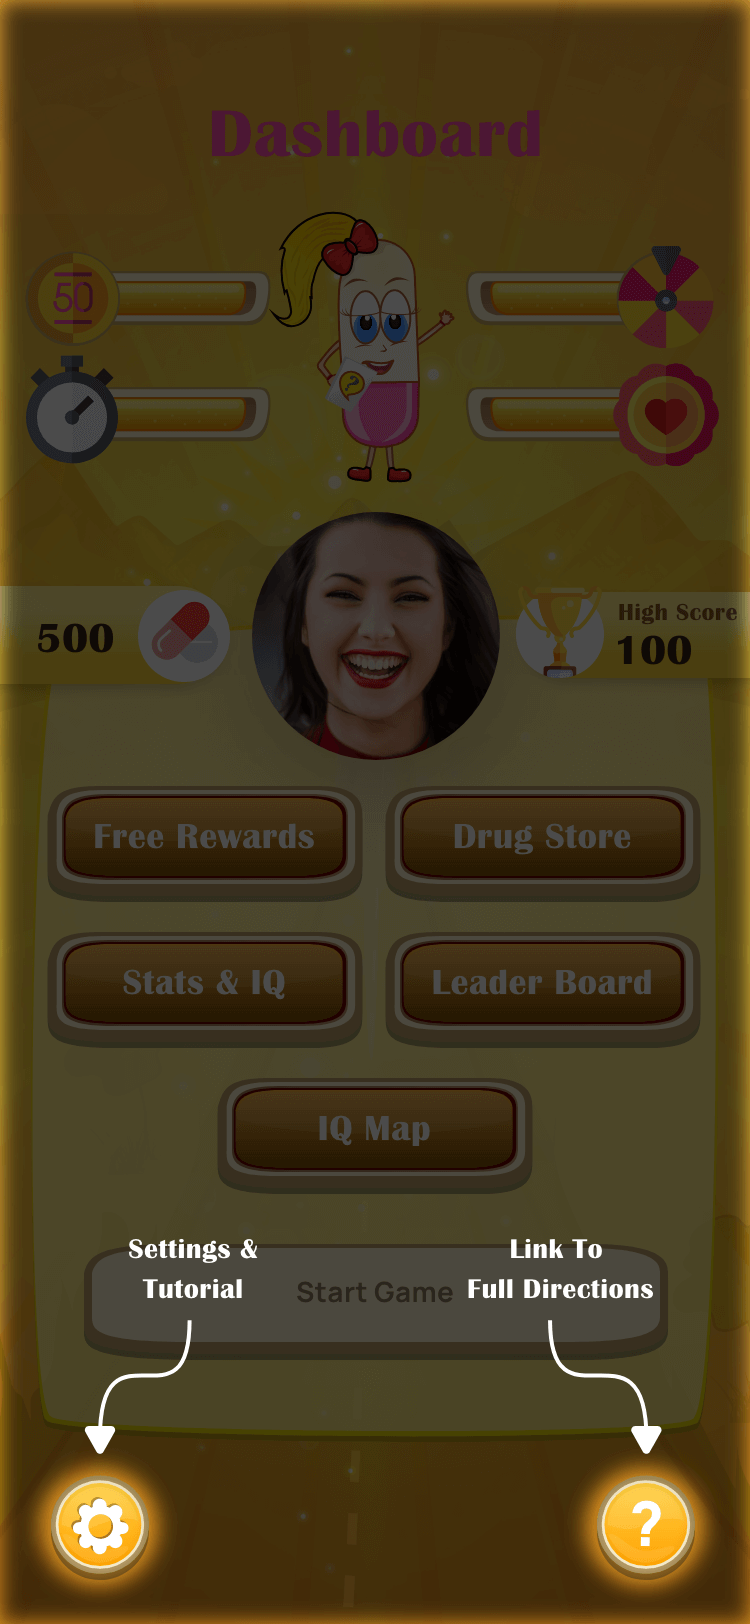 Dashboard
50
500
High Score
100
Free Rewards
Drug Store
Stats & IQ
Leader Board
IQ Map
Settings &
Tutorial
Link To
Full Directions
Start Game
?